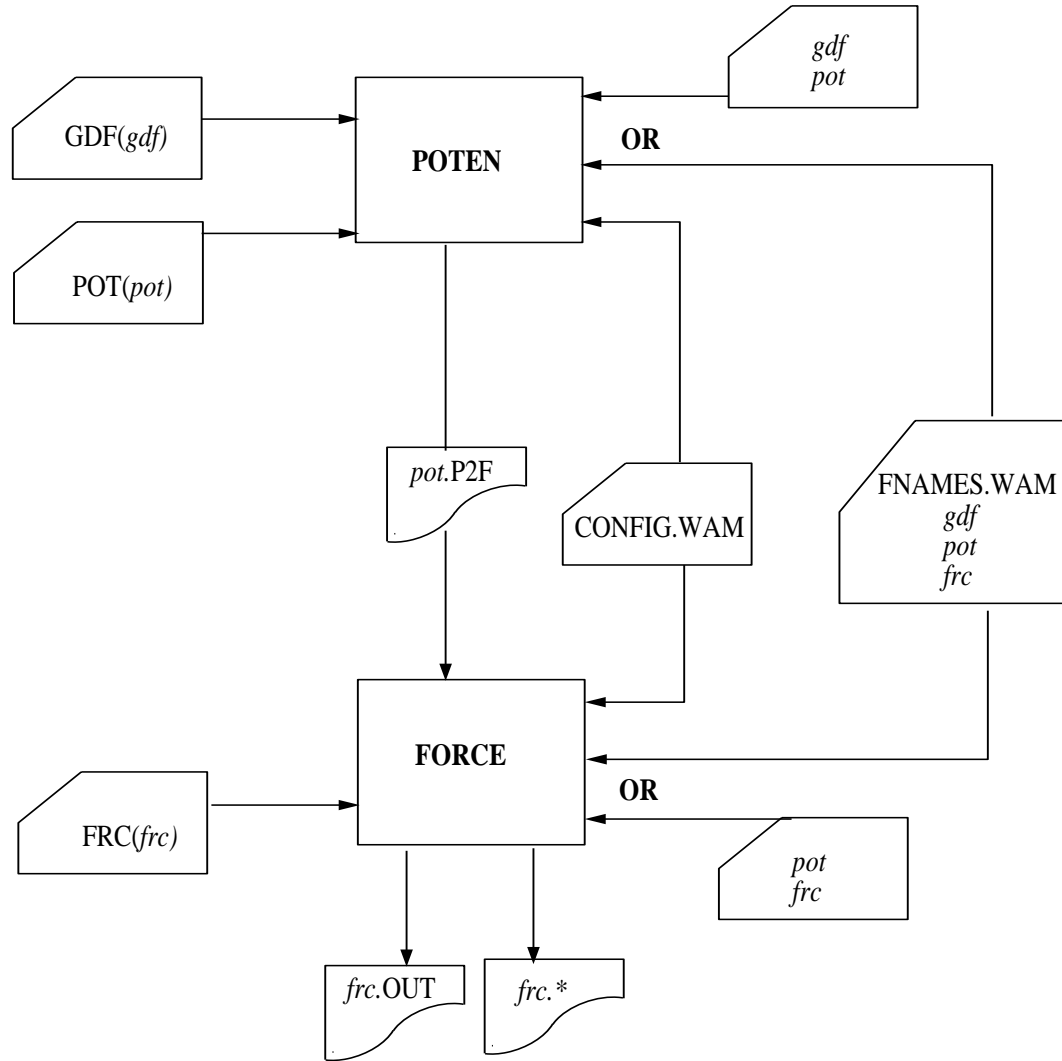 gdf
pot
GDF(gdf)
OR
POTEN
POT(pot)
pot.P2F
FNAMES.WAM
gdf
pot
frc
CONFIG.WAM
FORCE
OR
FRC(frc)
pot
frc
frc.OUT
frc.*